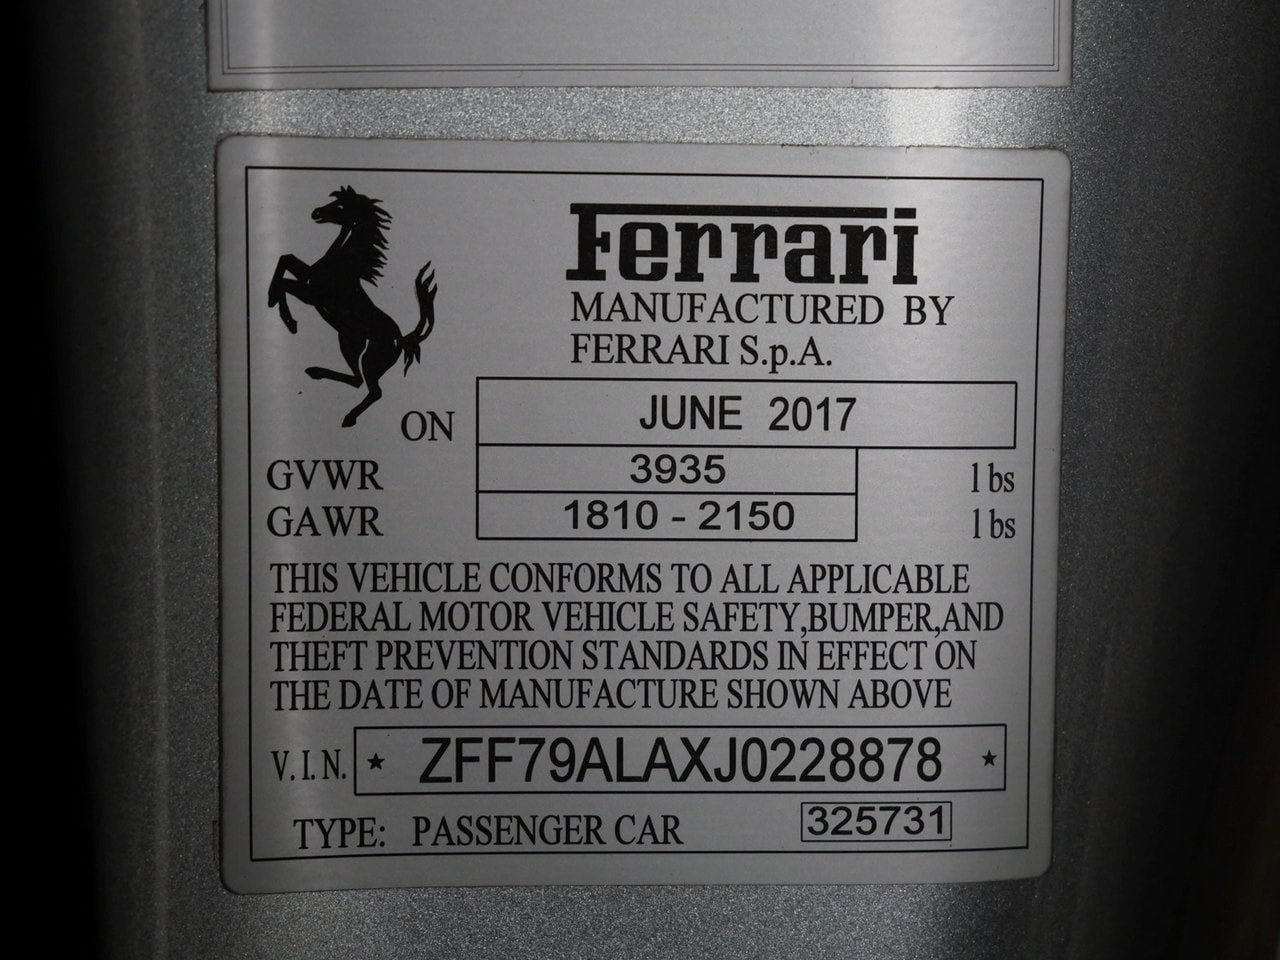 Ferrari
MANUFACTURED BY
FERRARI S.p.A.
ON JUNE 2017
GVWR 3935 lbs
GAWR 1810 - 2150 lbs
THIS VEHICLE CONFORMS TO ALL APPLICABLE
FEDERAL MOTOR VEHICLE SAFETY,BUMPER,AND
THEFT PREVENTION STANDARDS IN EFFECT ON
THE DATE OF MANUFACTURE SHOWN ABOVE
V.I.N. ★ ZFF79ALAXJ0228878 ★
TYPE: PASSENGER CAR 325731